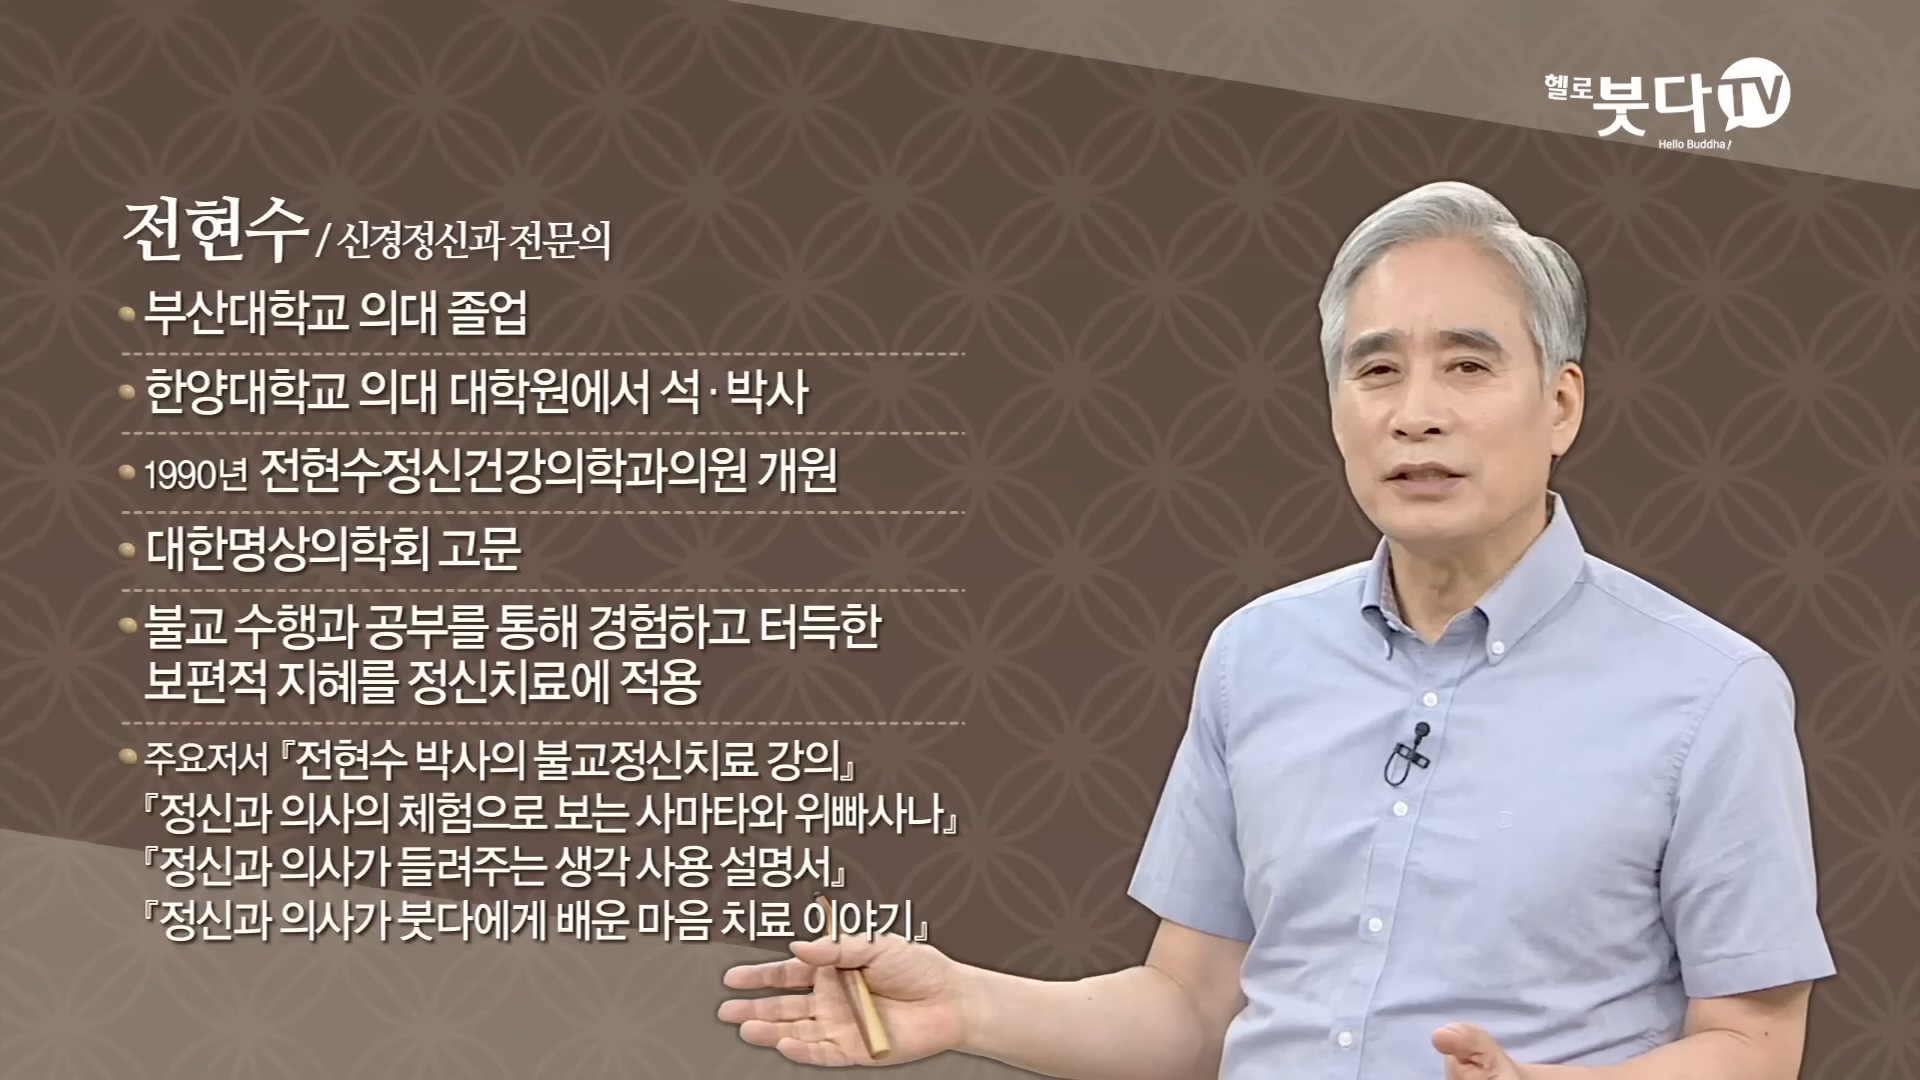 헬로붓다TV
Hello Buddha!
전현수 / 신경정신과 전문의
부산대학교 의대 졸업
한양대학교 의대 대학원에서 석·박사
1990년 전현수정신건강의학과의원 개원
대한명상의학회 고문
불교 수행과 공부를 통해 경험하고 터득한
보편적 지혜를 정신치료에 적용
주요저서 『전현수 박사의 불교정신치료 강의』
『정신과 의사의 체험으로 보는 사마타와 위빠사나』
『정신과 의사가 들려주는 생각 사용 설명서』
『정신과 의사가 붓다에게 배운 마음 치료 이야기』